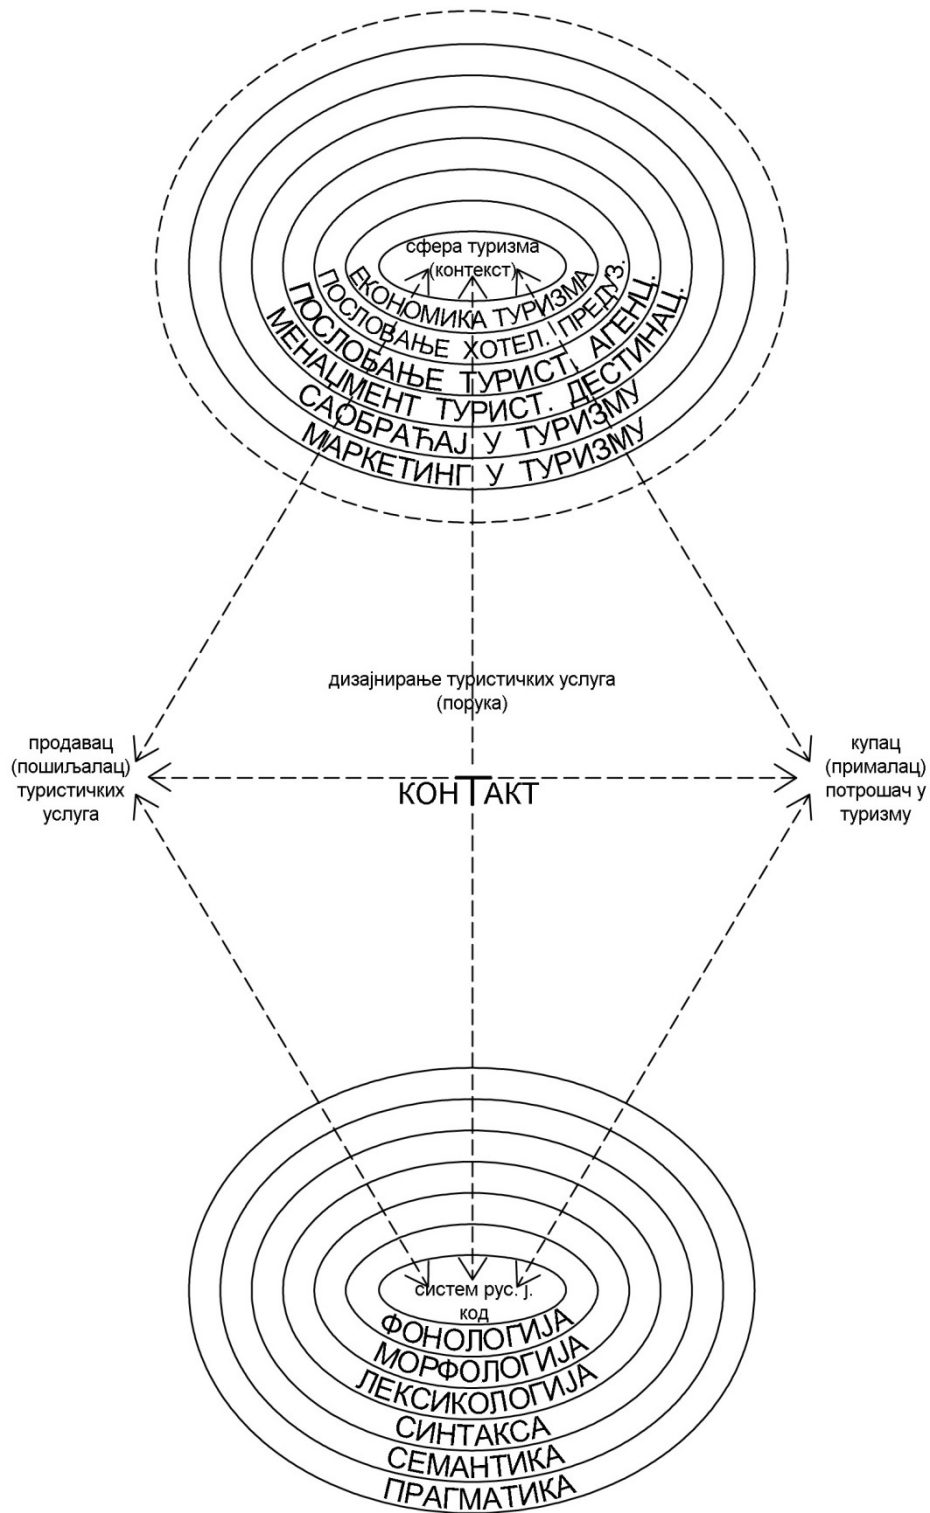 сфера туризма
(контекст)
ЕКОНОМИКА ТУРИЗМА
ПОСЛОВАЊЕ ХОТЕЛ. ПРЕДУЗ.
ПОСЛОБАЊЕ ТУРИСТ. АГЕНЦ.
МЕНАЏМЕНТ ТУРИСТ. ДЕСТИНАЦ.
САОБРАЋАЈ У ТУРИЗМУ
МАРКЕТИНГ У ТУРИЗМУ
дизајнирање туристичких услуга
(порука)
продавац
(пошиљалац)
туристичких
услуга
КОНТАКТ
купац
(прималац)
потрошач у
туризму
систем рус. ј.
код
ФОНОЛОГИЈА
МОРФОЛОГИЈА
ЛЕКСИКОЛОГИЈА
СИНТАКСА
СЕМАНТИКА
ПРАГМАТИКА